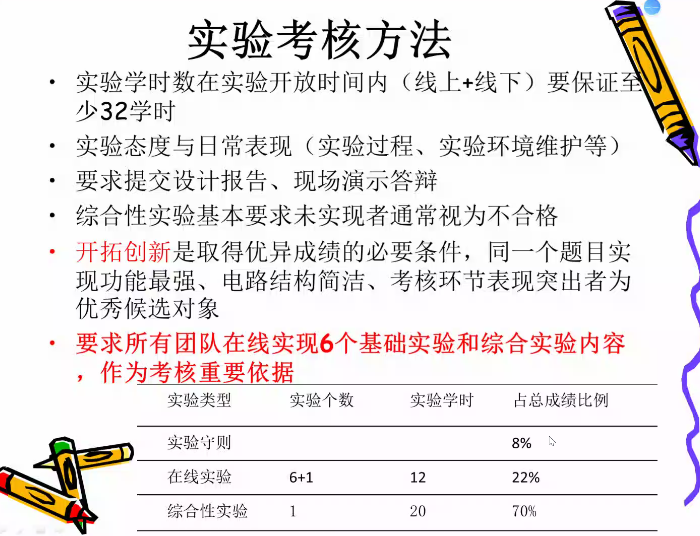 实验考核方法
• 实验学时数在实验开放时间内（线上+线下）要保证至
少32学时
• 实验态度与日常表现（实验过程、实验环境维护等）
• 要求提交设计报告、现场演示答辩
• 综合性实验基本要求未实现者通常视为不合格
• 开拓创新是取得优异成绩的必要条件，同一个题目实
现功能最强、电路结构简洁、考核环节表现突出者为
优秀候选对象
• 要求所有团队在线实现6个基础实验和综合实验内容
，作为考核重要依据
实验类型 实验个数 实验学时 占总成绩比例
实验守则 8%
在线实验 6+1 12 22%
综合性实验 1 20 70%